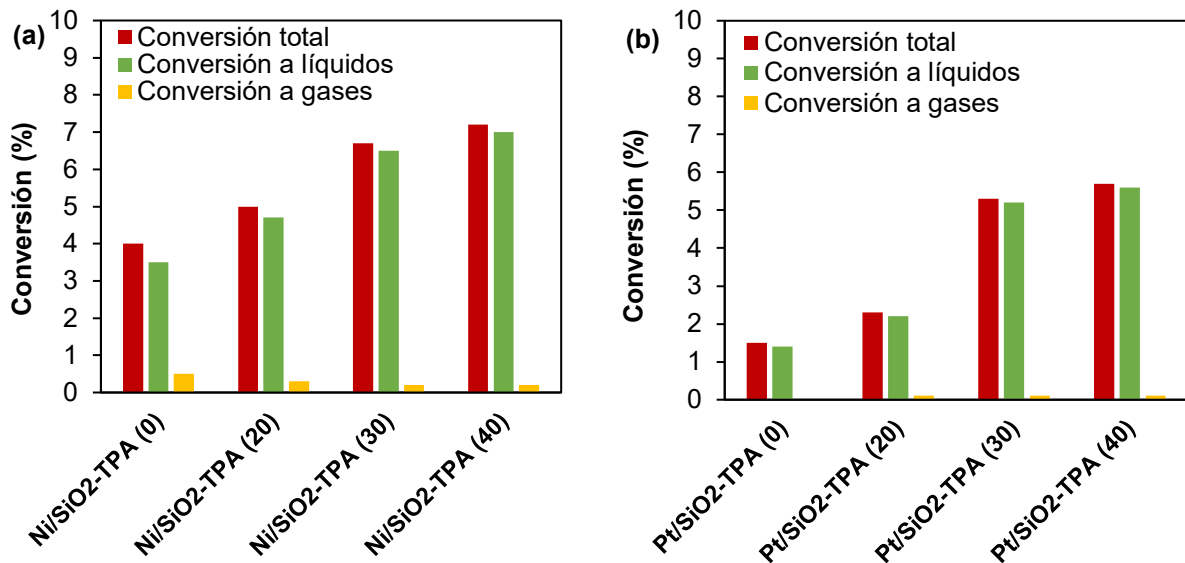 (a)
Conversión total
Conversión a líquidos
Conversión a gases
Conversión (%)
10
9
8
7
6
5
4
3
2
1
0
Ni/SiO2-TPA (0)
Ni/SiO2-TPA (20)
Ni/SiO2-TPA (30)
Ni/SiO2-TPA (40)
(b)
Conversión total
Conversión a líquidos
Conversión a gases
Conversión (%)
10
9
8
7
6
5
4
3
2
1
0
Pt/SiO2-TPA (0)
Pt/SiO2-TPA (20)
Pt/SiO2-TPA (30)
Pt/SiO2-TPA (40)